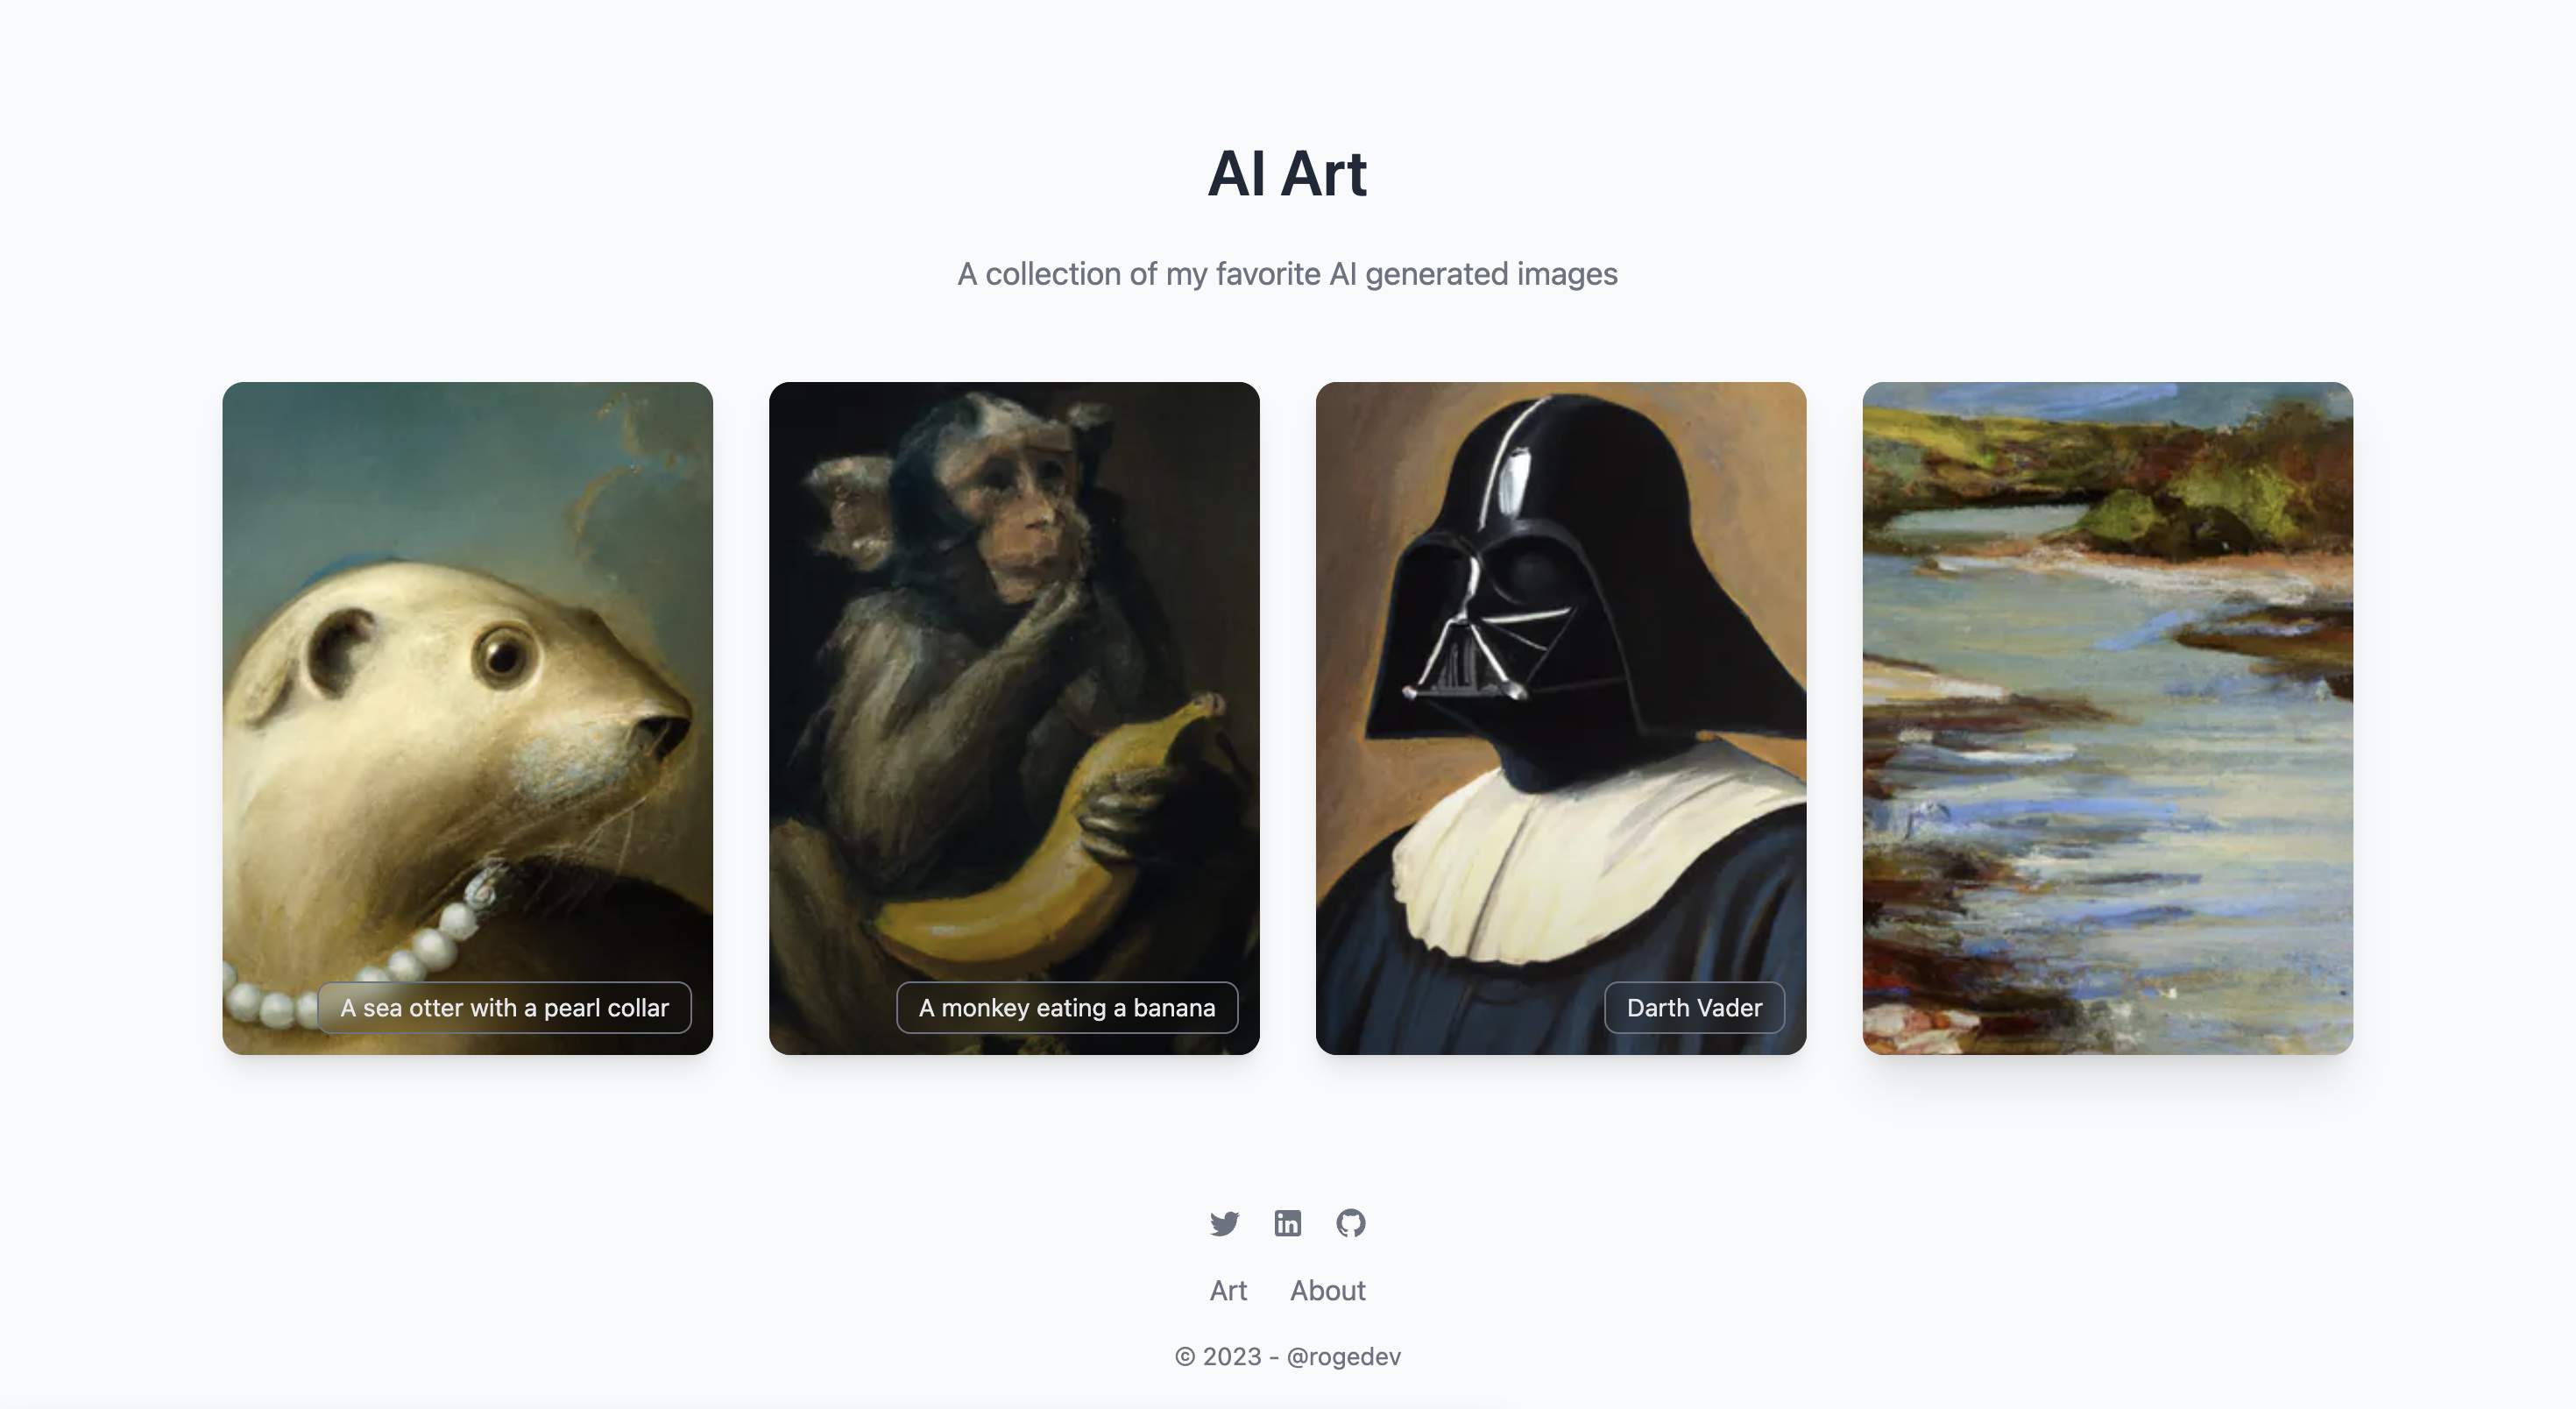 AI Art
A collection of my favorite AI generated images
A sea otter with a pearl collar
A monkey eating a banana
Darth Vader
in
Art About
© 2023 - @rogedev